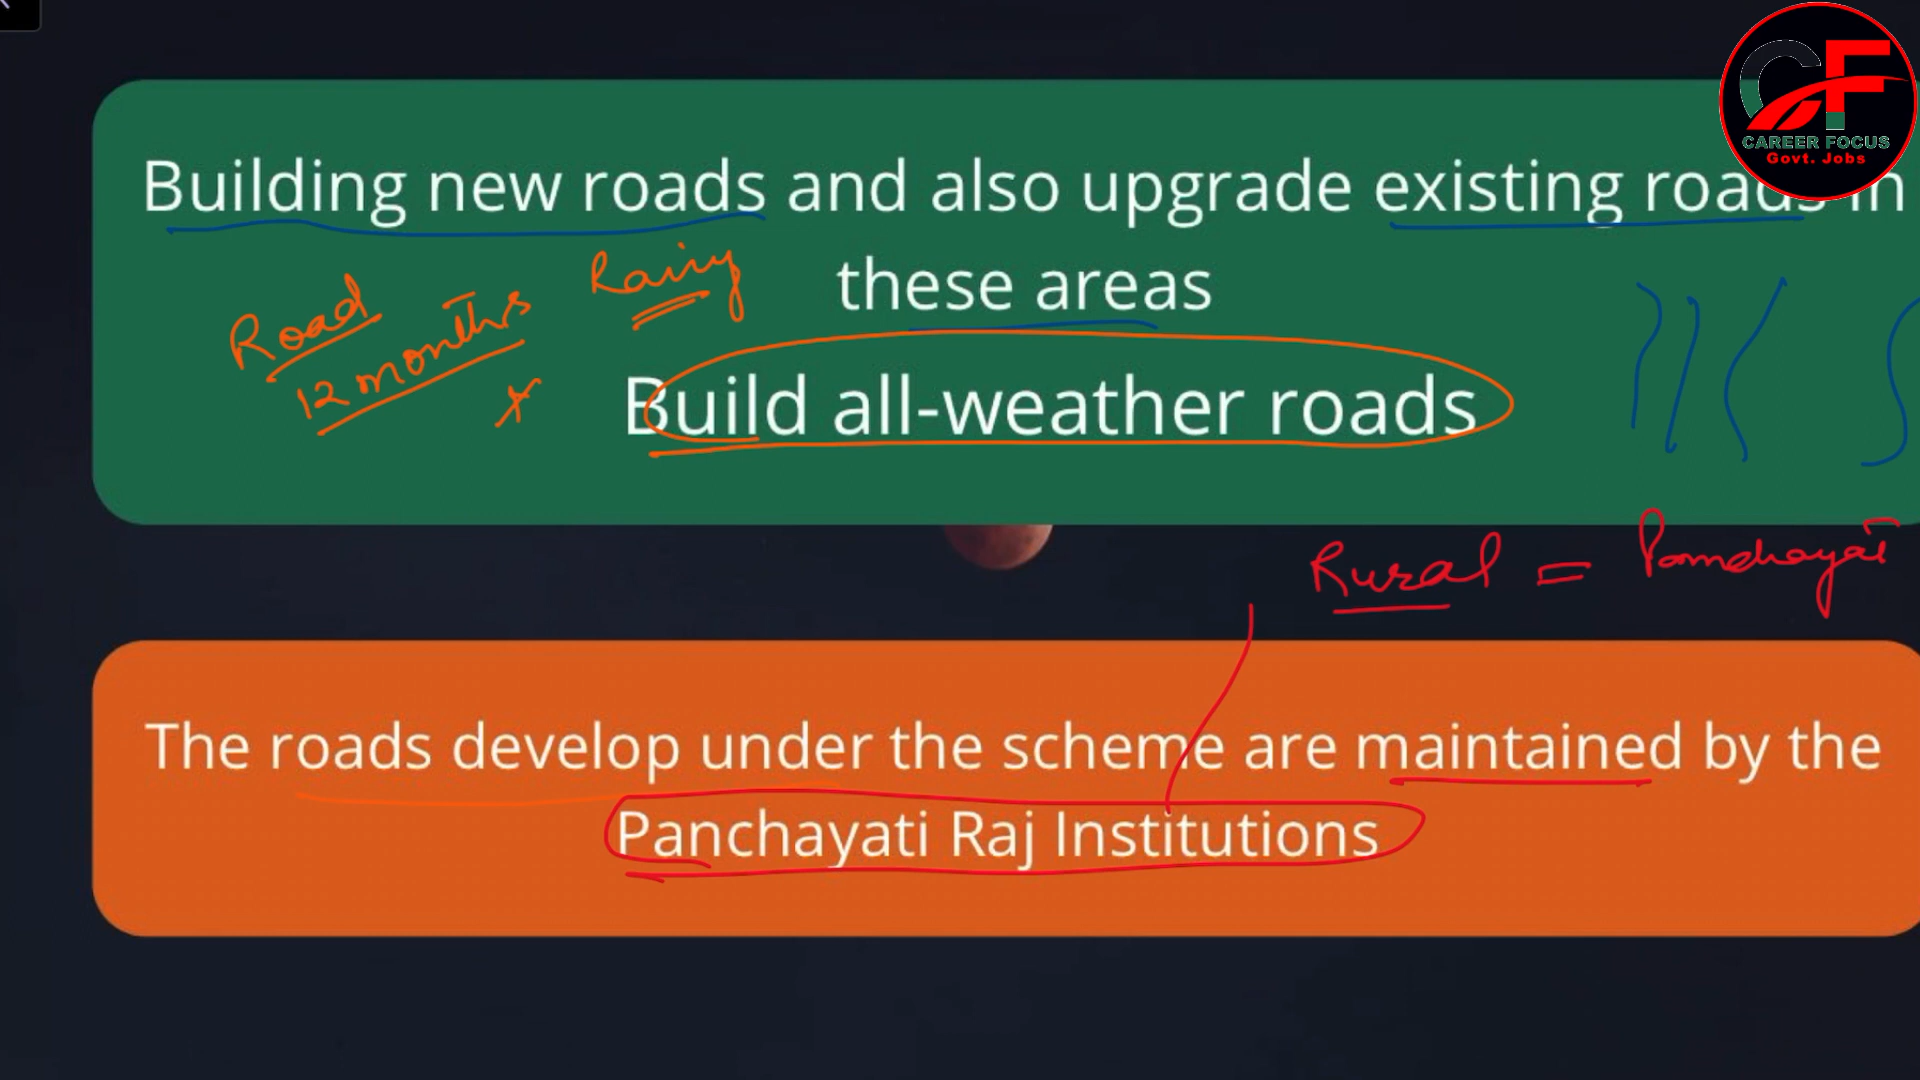 CF
CAREER FOCUS
Govt. Jobs
Building new roads and also upgrade existing roads in
these areas
Rainy
Road
12 months
Build all-weather roads
Rural = Panchayat
The roads develop under the scheme are maintained by the
Panchayati Raj Institutions